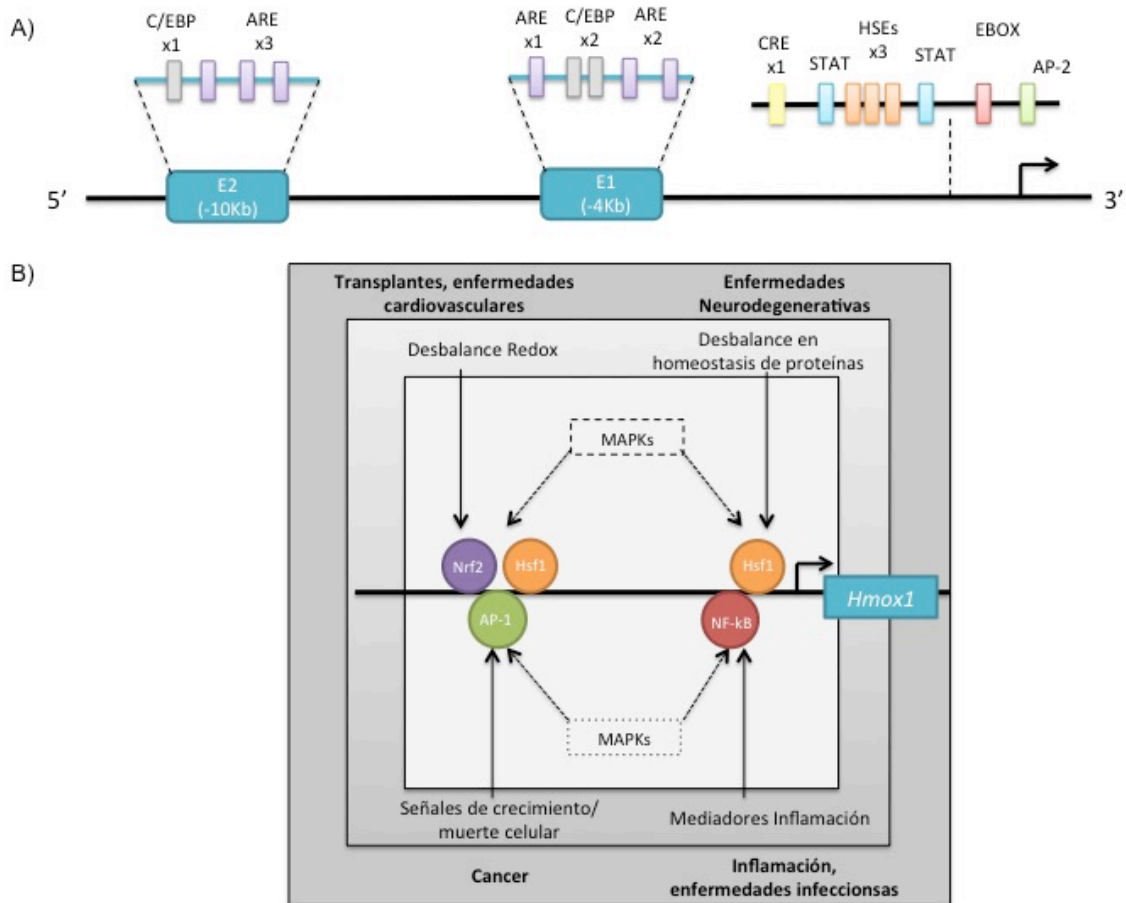 A)
C/EBP
x1
ARE
x3
ARE
x1
C/EBP
x2
ARE
x2
CRE
x1
STAT
HSEs
x3
STAT
EBOX
AP-2
5’
E2
(-10Kb)
E1
(-4Kb)
3’
B)
Transplantes, enfermedades
cardiovasculares
Enfermedades
Neurodegenerativas
Desbalance Redox
Desbalance en
homeostasis de proteínas
MAPKs
Nrf2
Hsf1
Hsf1
AP-1
NF-kB
Hmox1
MAPKs
Señales de crecimiento/
muerte celular
Mediadores Inflamación
Cancer
Inflamación,
enfermedades infeccionsas